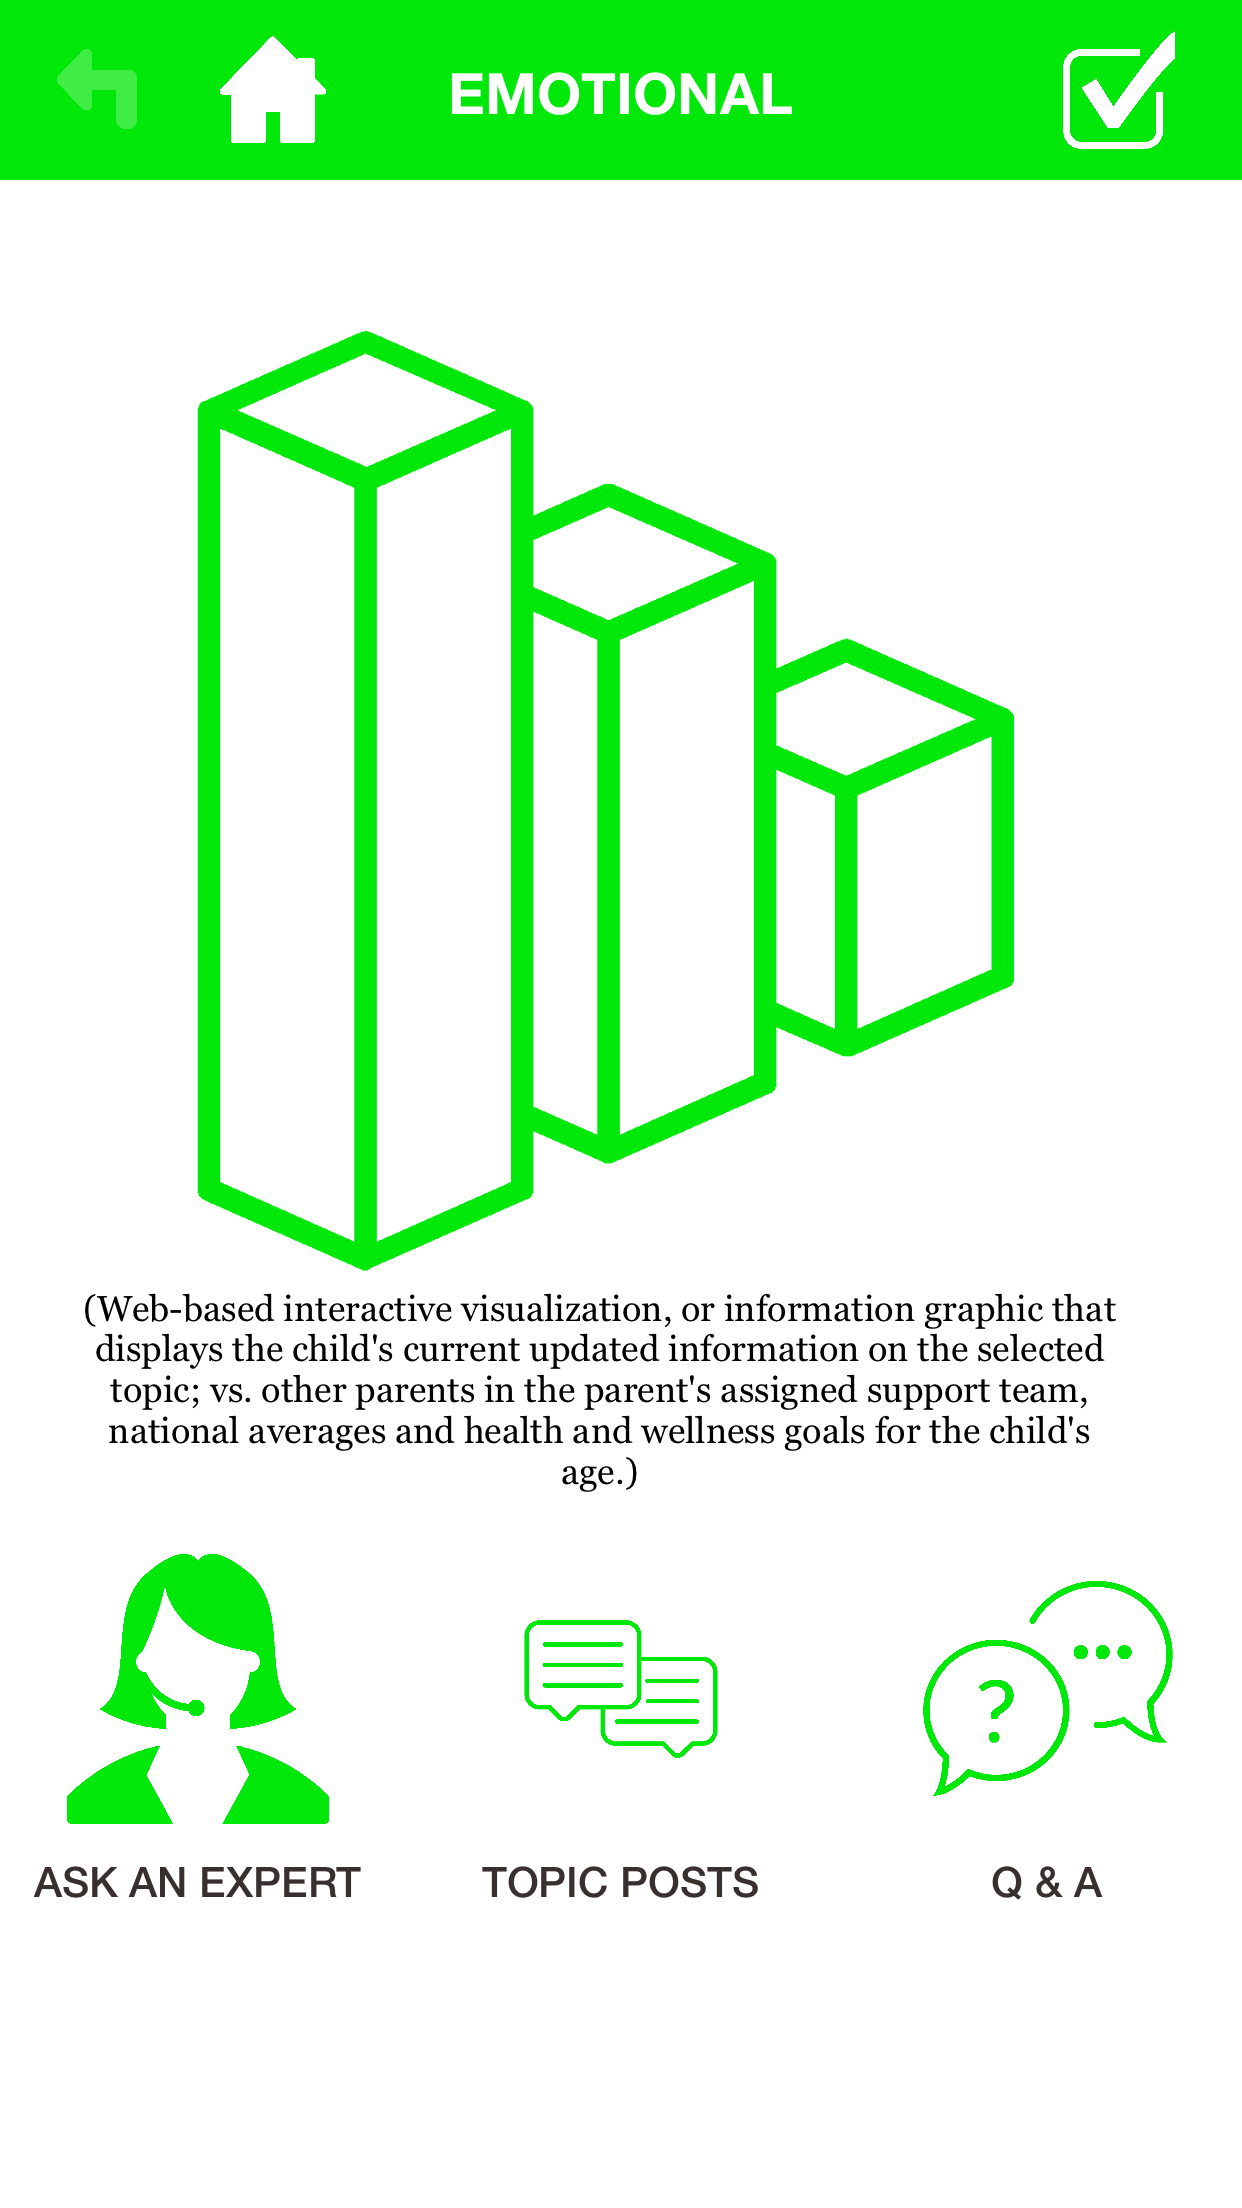 EMOTIONAL
(Web-based interactive visualization, or information graphic that
displays the child's current updated information on the selected
topic; vs. other parents in the parent's assigned support team,
national averages and health and wellness goals for the child's
age.)
?
ASK AN EXPERT
TOPIC POSTS
Q & A